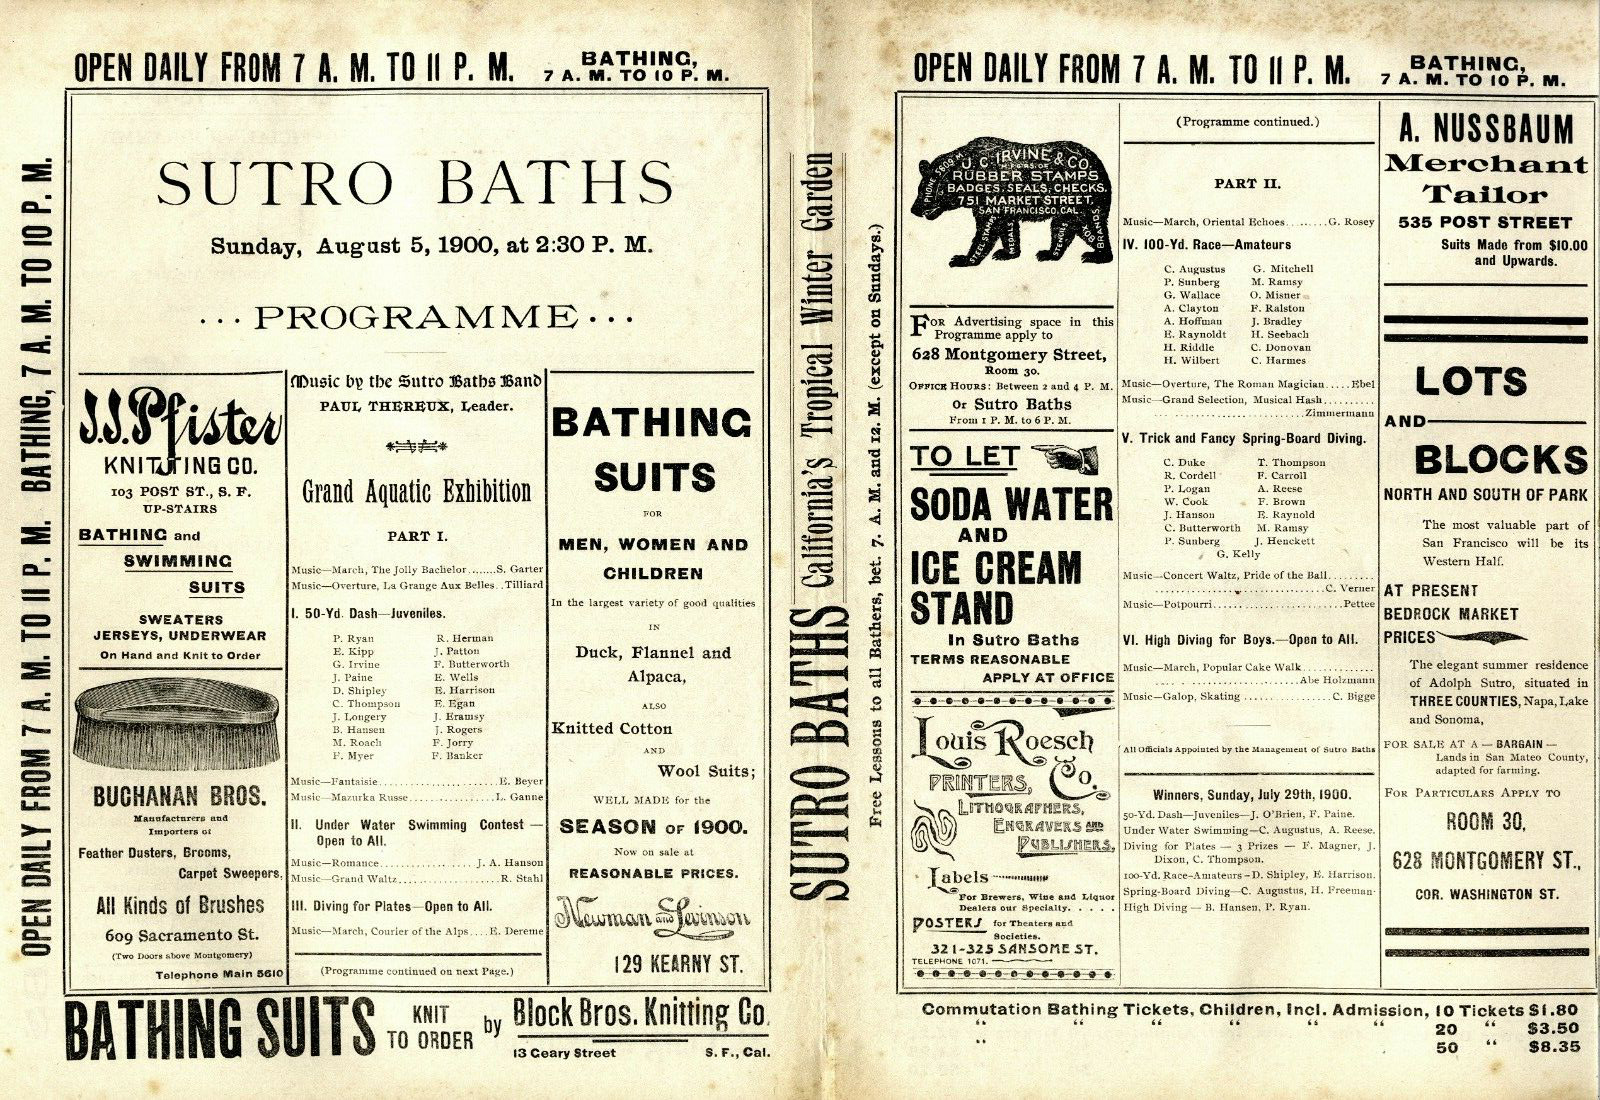 OPEN DAILY FROM 7 A. M. TO 11 P. M. BATHING, 7 A. M. TO 10 P. M.
OPEN DAILY FROM 7 A. M. TO 11 P. M.
BATHING,
7 A. M. TO 10 P. M.
SUTRO BATHS
Sunday, August 5, 1900, at 2:30 P. M.
... PROGRAMME ...
J.J. Pfister
KNITTING CO.
103 POST ST., S. F.
UP-STAIRS
BATHING and
SWIMMING
SUITS
SWEATERS
JERSEYS, UNDERWEAR
On Hand and Knit to Order
BUCHANAN BROS.
Manufacturers and
Importers of
Feather Dusters, Brooms,
Carpet Sweepers,
All Kinds of Brushes
609 Sacramento St.
(Two Doors above Montgomery)
Telephone Main 5610
Music by the Sutro Baths Band
PAUL THEREUX, Leader.
Grand Aquatic Exhibition
PART I.
Music—March, The Jolly Bachelor.......S. Garter
Music—Overture, La Grange Aux Belles..Tilliard
I. 50-Yd. Dash—Juveniles.
P. Ryan R. Herman
E. Kipp J. Patton
G. Irvine F. Butterworth
J. Paine E. Wells
D. Shipley E. Harrison
C. Thompson E. Egan
J. Longery J. Eramsy
B. Hansen J. Rogers
M. Roach F. Jorry
F. Myer F. Banker
Music—Fantaisie..................E. Beyer
Music—Mazurka Russe.............L. Ganne
II. Under Water Swimming Contest—
Open to All.
Music—Romance..................J. A. Hanson
Music—Grand Waltz...............R. Stahl
III. Diving for Plates—Open to All.
Music—March, Courier of the Alps....E. Dereme
(Programme continued on next Page.)
BATHING
SUITS
FOR
MEN, WOMEN AND
CHILDREN
In the largest variety of good qualities
IN
Duck, Flannel and
Alpaca,
ALSO
Knitted Cotton
AND
Wool Suits;
WELL MADE for the
SEASON OF 1900.
Now on sale at
REASONABLE PRICES.
Newman and Levinson
129 KEARNY ST.
BATHING SUITS KNIT
TO ORDER by Block Bros. Knitting Co.
13 Geary Street S. F., Cal.
SUTRO BATHS California's Tropical Winter Garden
Free Lessons to all Bathers, bet. 7. A. M. and 12. M. (except on Sundays.)
OPEN DAILY FROM 7 A. M. TO 11 P. M.
BATHING,
7 A. M. TO 10 P. M.
PHONE 5609 M.
U.C. IRVINE & CO.
M'F'G'RS. OF
RUBBER STAMPS
BADGES, SEALS, CHECKS.
751 MARKET STREET,
SAN FRANCISCO, CAL.
STEEL STAMPS
MEDALS
STENCILS
BOX
BRANDS
FOR Advertising space in this
Programme apply to
628 Montgomery Street,
Room 30.
OFFICE HOURS: Between 2 and 4 P. M.
Or Sutro Baths
From 1 P. M. to 6 P. M.
TO LET
SODA WATER
AND
ICE CREAM
STAND
In Sutro Baths
TERMS REASONABLE
APPLY AT OFFICE
Louis Roesch
Co.
PRINTERS,
LITHOGRAPHERS,
ENGRAVERS AND
PUBLISHERS,
Labels
For Brewers, Wine and Liquor
Dealers our Specialty. . . . .
POSTERS for Theaters and
Societies.
321-325 SANSOME ST.
TELEPHONE 1071.
(Programme continued.)
PART II.
Music—March, Oriental Echoes........G. Rosey
IV. 100-Yd. Race—Amateurs
C. Augustus G. Mitchell
P. Sunberg M. Ramsy
G. Wallace O. Misner
A. Clayton F. Ralston
A. Hoffman J. Bradley
E. Raynoldt H. Seebach
H. Riddle C. Donovan
H. Wilbert C. Harmes
Music—Overture, The Roman Magician.....Ebel
Music—Grand Selection, Musical Hash..........
..........................Zimmermann
V. Trick and Fancy Spring-Board Diving.
C. Duke T. Thompson
R. Cordell F. Carroll
P. Logan A. Reese
W. Cook F. Brown
J. Hanson E. Raynold
C. Butterworth M. Ramsy
P. Sunberg J. Henckett
G. Kelly
Music—Concert Waltz, Pride of the Ball.........
..............................C. Verner
Music—Potpourri........................Pettee
VI. High Diving for Boys.—Open to All.
Music—March, Popular Cake Walk..............
..........................Abe Holzmann
Music—Galop, Skating ................C. Bigge
All Officials Appointed by the Management of Sutro Baths
Winners, Sunday, July 29th, 1900.
50-Yd. Dash—Juveniles—J. O'Brien, F. Paine.
Under Water Swimming—C. Augustus, A. Reese.
Diving for Plates — 3 Prizes — F. Magner, J.
Dixon, C. Thompson.
100-Yd. Race-Amateurs-D. Shipley, E. Harrison.
Spring-Board Diving—C. Augustus, H. Freeman-
High Diving — B. Hansen, P. Ryan.
A. NUSSBAUM
Merchant
Tailor
535 POST STREET
Suits Made from $10.00
and Upwards.
LOTS
AND
BLOCKS
NORTH AND SOUTH OF PARK
The most valuable part of
San Francisco will be its
Western Half.
AT PRESENT
BEDROCK MARKET
PRICES
The elegant summer residence
of Adolph Sutro, situated in
THREE COUNTIES, Napa, Lake
and Sonoma,
FOR SALE AT A — BARGAIN —
Lands in San Mateo County,
adapted for farming.
FOR PARTICULARS APPLY TO
ROOM 30,
628 MONTGOMERY ST.,
COR. WASHINGTON ST.
Commutation Bathing Tickets, Children, Incl. Admission, 10 Tickets $1.80
“ “ “ “ “ “ 20 “ $3.50
“ 50 “ $8.35